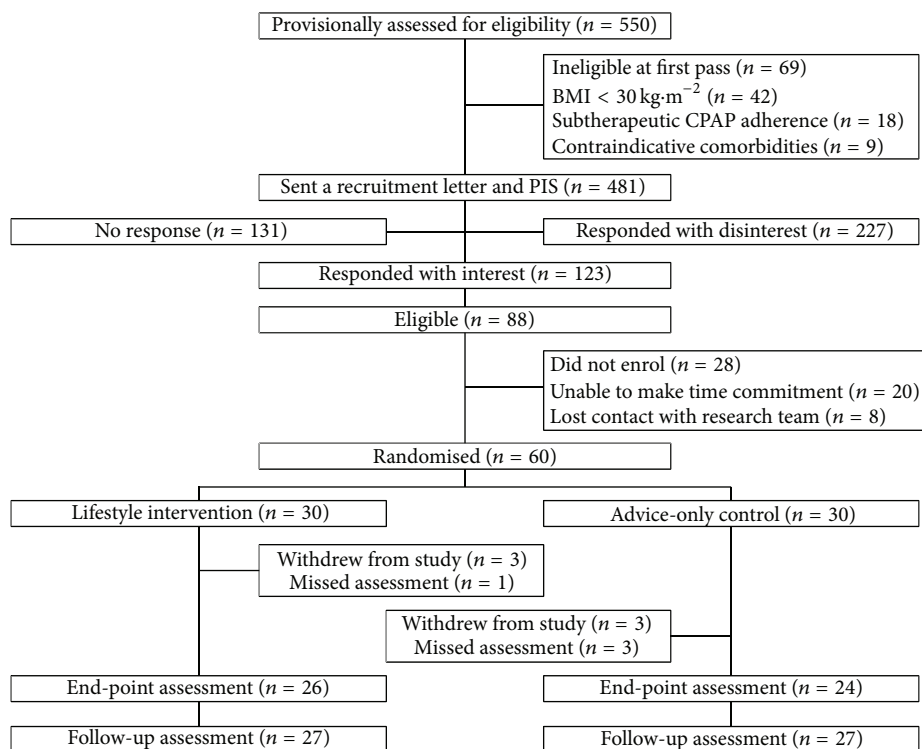 Provisionally assessed for eligibility (n = 550)
Ineligible at first pass (n = 69)
BMI < 30 kg·m⁻² (n = 42)
Subtherapeutic CPAP adherence (n = 18)
Contraindicative comorbidities (n = 9)
Sent a recruitment letter and PIS (n = 481)
No response (n = 131)
Responded with disinterest (n = 227)
Responded with interest (n = 123)
Eligible (n = 88)
Did not enrol (n = 28)
Unable to make time commitment (n = 20)
Lost contact with research team (n = 8)
Randomised (n = 60)
Lifestyle intervention (n = 30)
Advice-only control (n = 30)
Withdrew from study (n = 3)
Missed assessment (n = 1)
Withdrew from study (n = 3)
Missed assessment (n = 3)
End-point assessment (n = 26)
End-point assessment (n = 24)
Follow-up assessment (n = 27)
Follow-up assessment (n = 27)